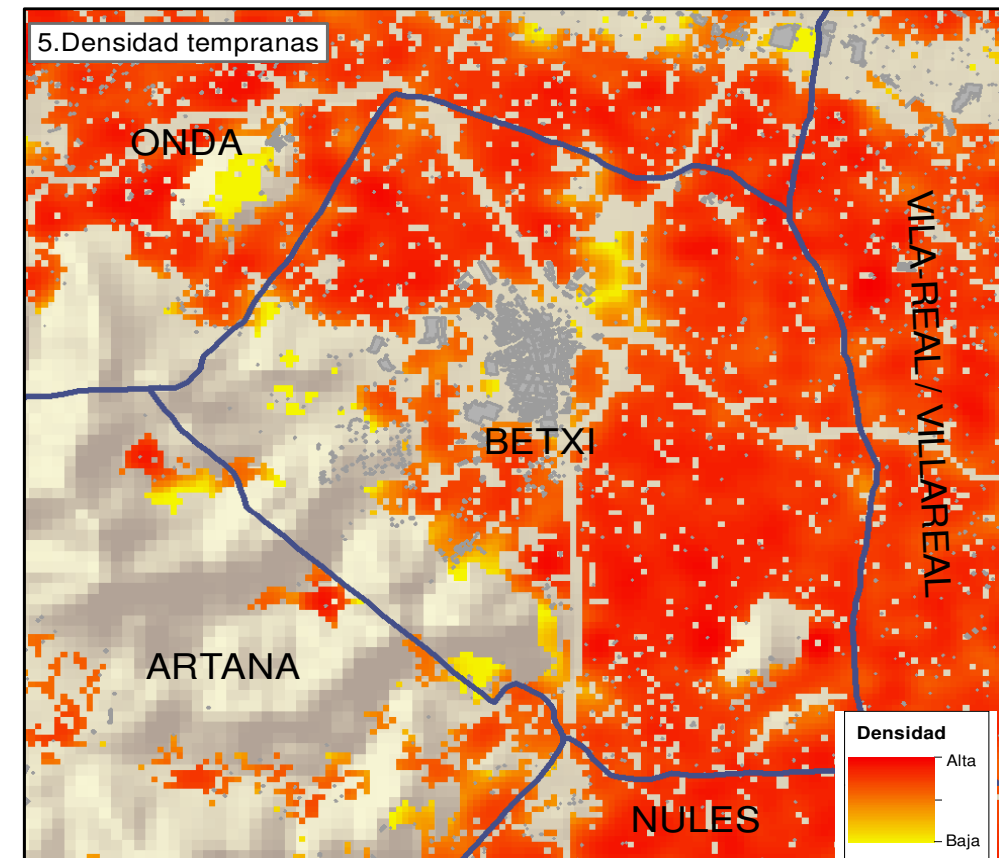 5.Densidad tempranas
ONDA
VILA-REAL / VILLAREAL
BETXI
ARTANA
NULES
Densidad
Alta
Baja